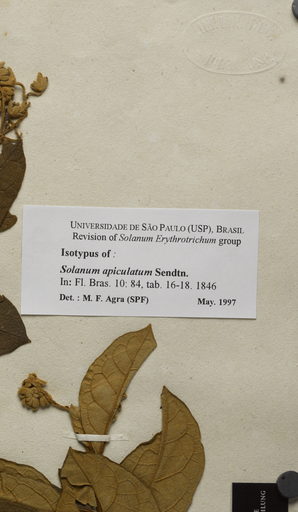 UNIVERSIDADE DE SÃO PAULO (USP), BRASIL
Revision of Solanum Erythrotrichum group
Isotypus of :
Solanum apiculatum Sendtn.
In: Fl. Bras. 10: 84, tab. 16-18. 1846
Det. : M. F. Agra (SPF) May. 1997